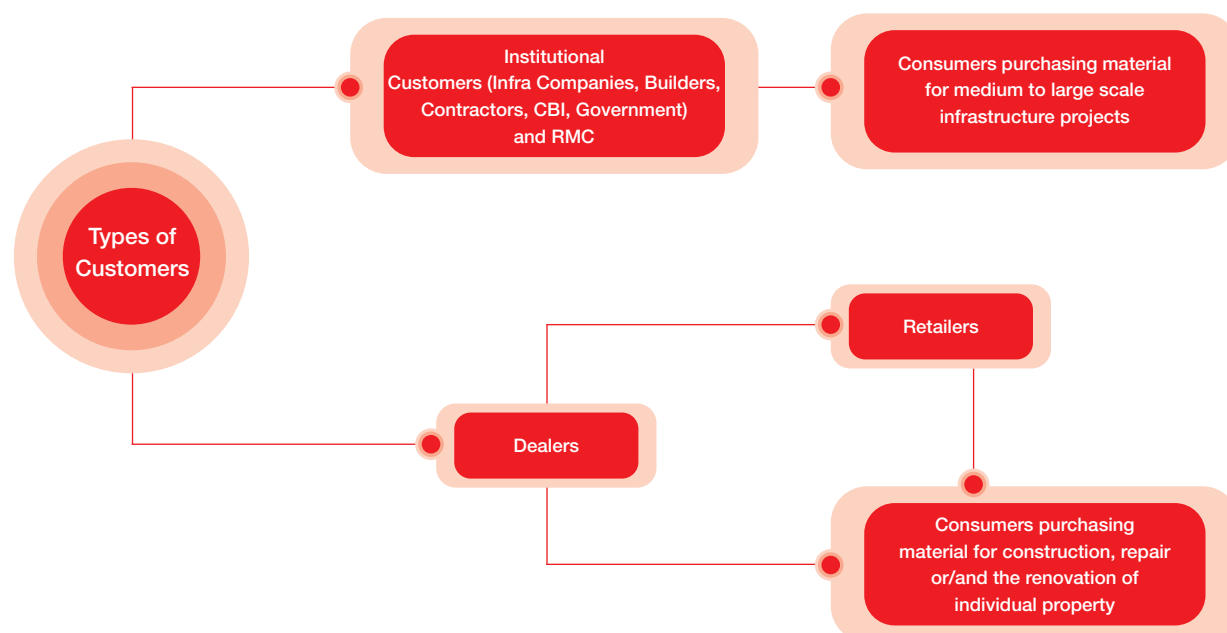 Institutional
Customers (Infra Companies, Builders,
Contractors, CBI, Government)
and RMC
Consumers purchasing material
for medium to large scale
infrastructure projects
Types of
Customers
Retailers
Dealers
Consumers purchasing
material for construction, repair
or/and the renovation of
individual property